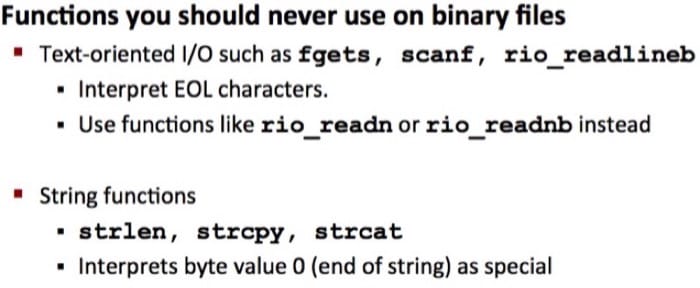 Functions you should never use on binary files
▪ Text-oriented I/O such as fgets, scanf, rio_readlineb
▪ Interpret EOL characters.
▪ Use functions like rio_readn or rio_readnb instead
▪ String functions
▪ strlen, strcpy, strcat
▪ Interprets byte value 0 (end of string) as special